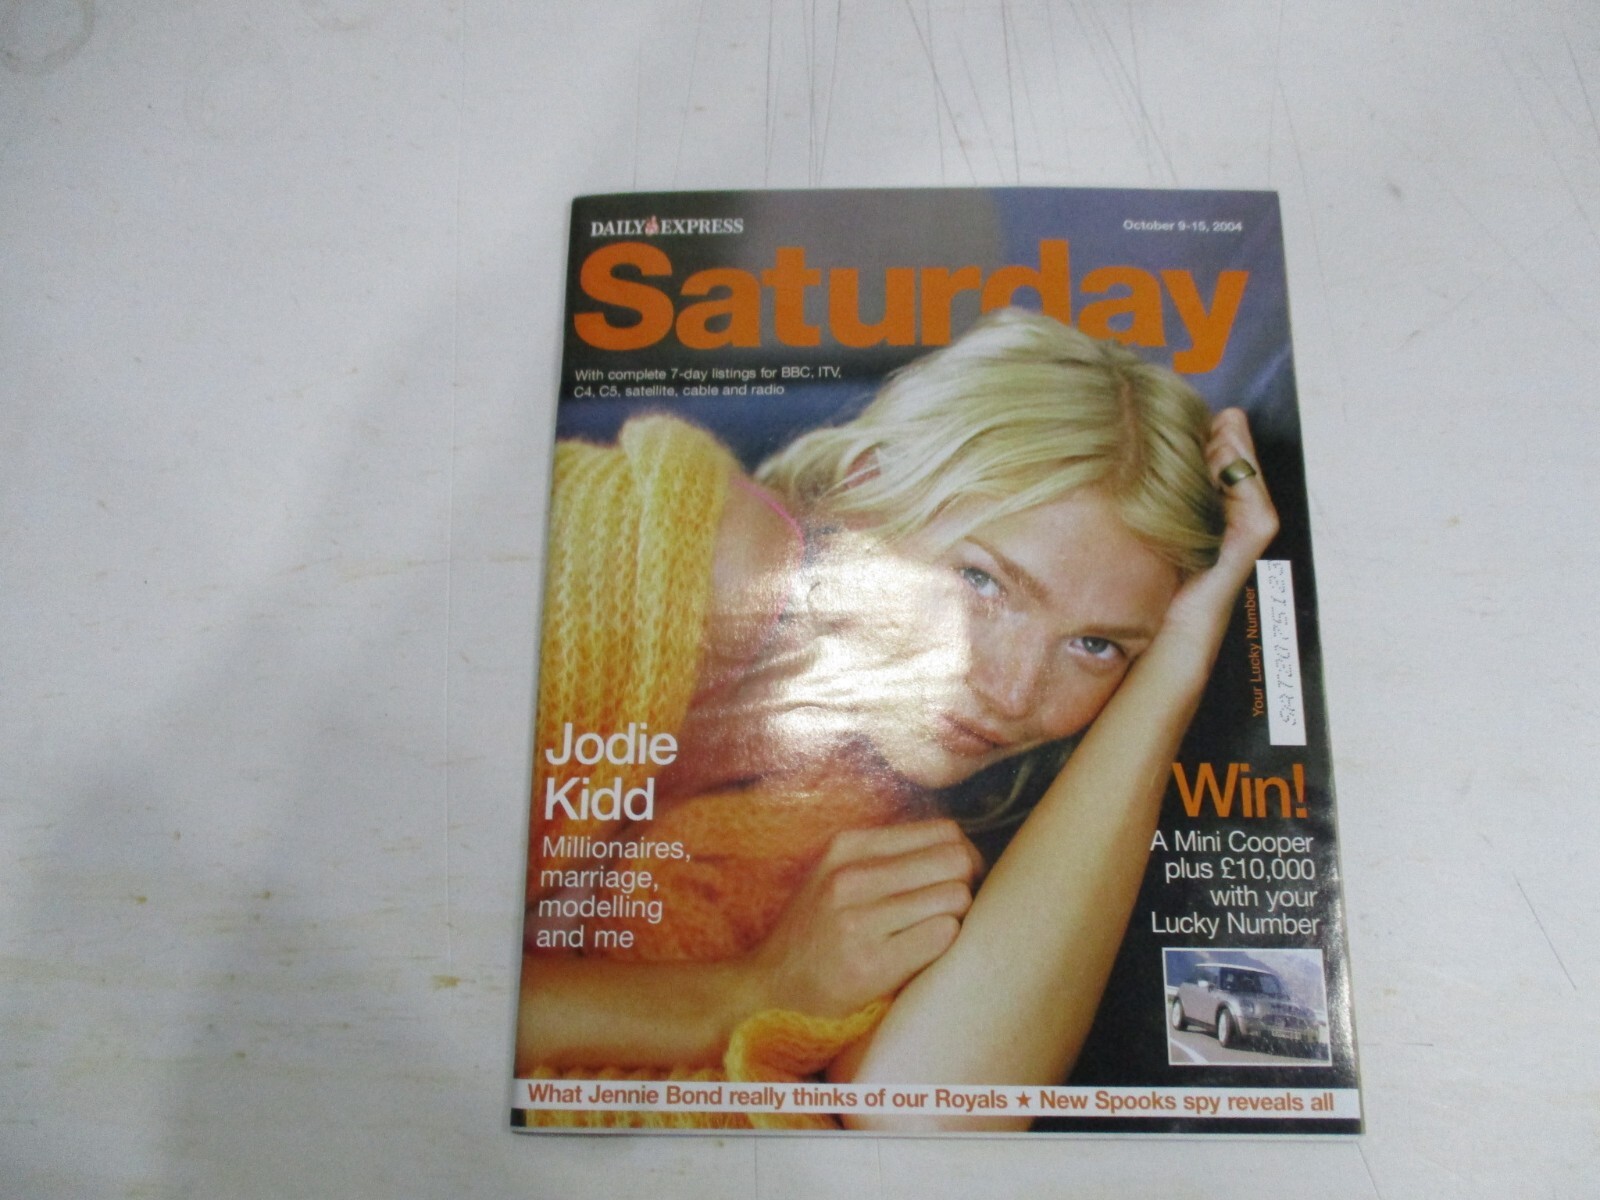 DAILY EXPRESS
October 9-15, 2004
Saturday
With complete 7-day listings for BBC, ITV,
C4, C5, satellite, cable and radio
Your Lucky Number
Jodie
Kidd
Millionaires,
marriage,
modelling
and me
Win!
A Mini Cooper
plus £10,000
with your
Lucky Number
What Jennie Bond really thinks of our Royals ★ New Spooks spy reveals all